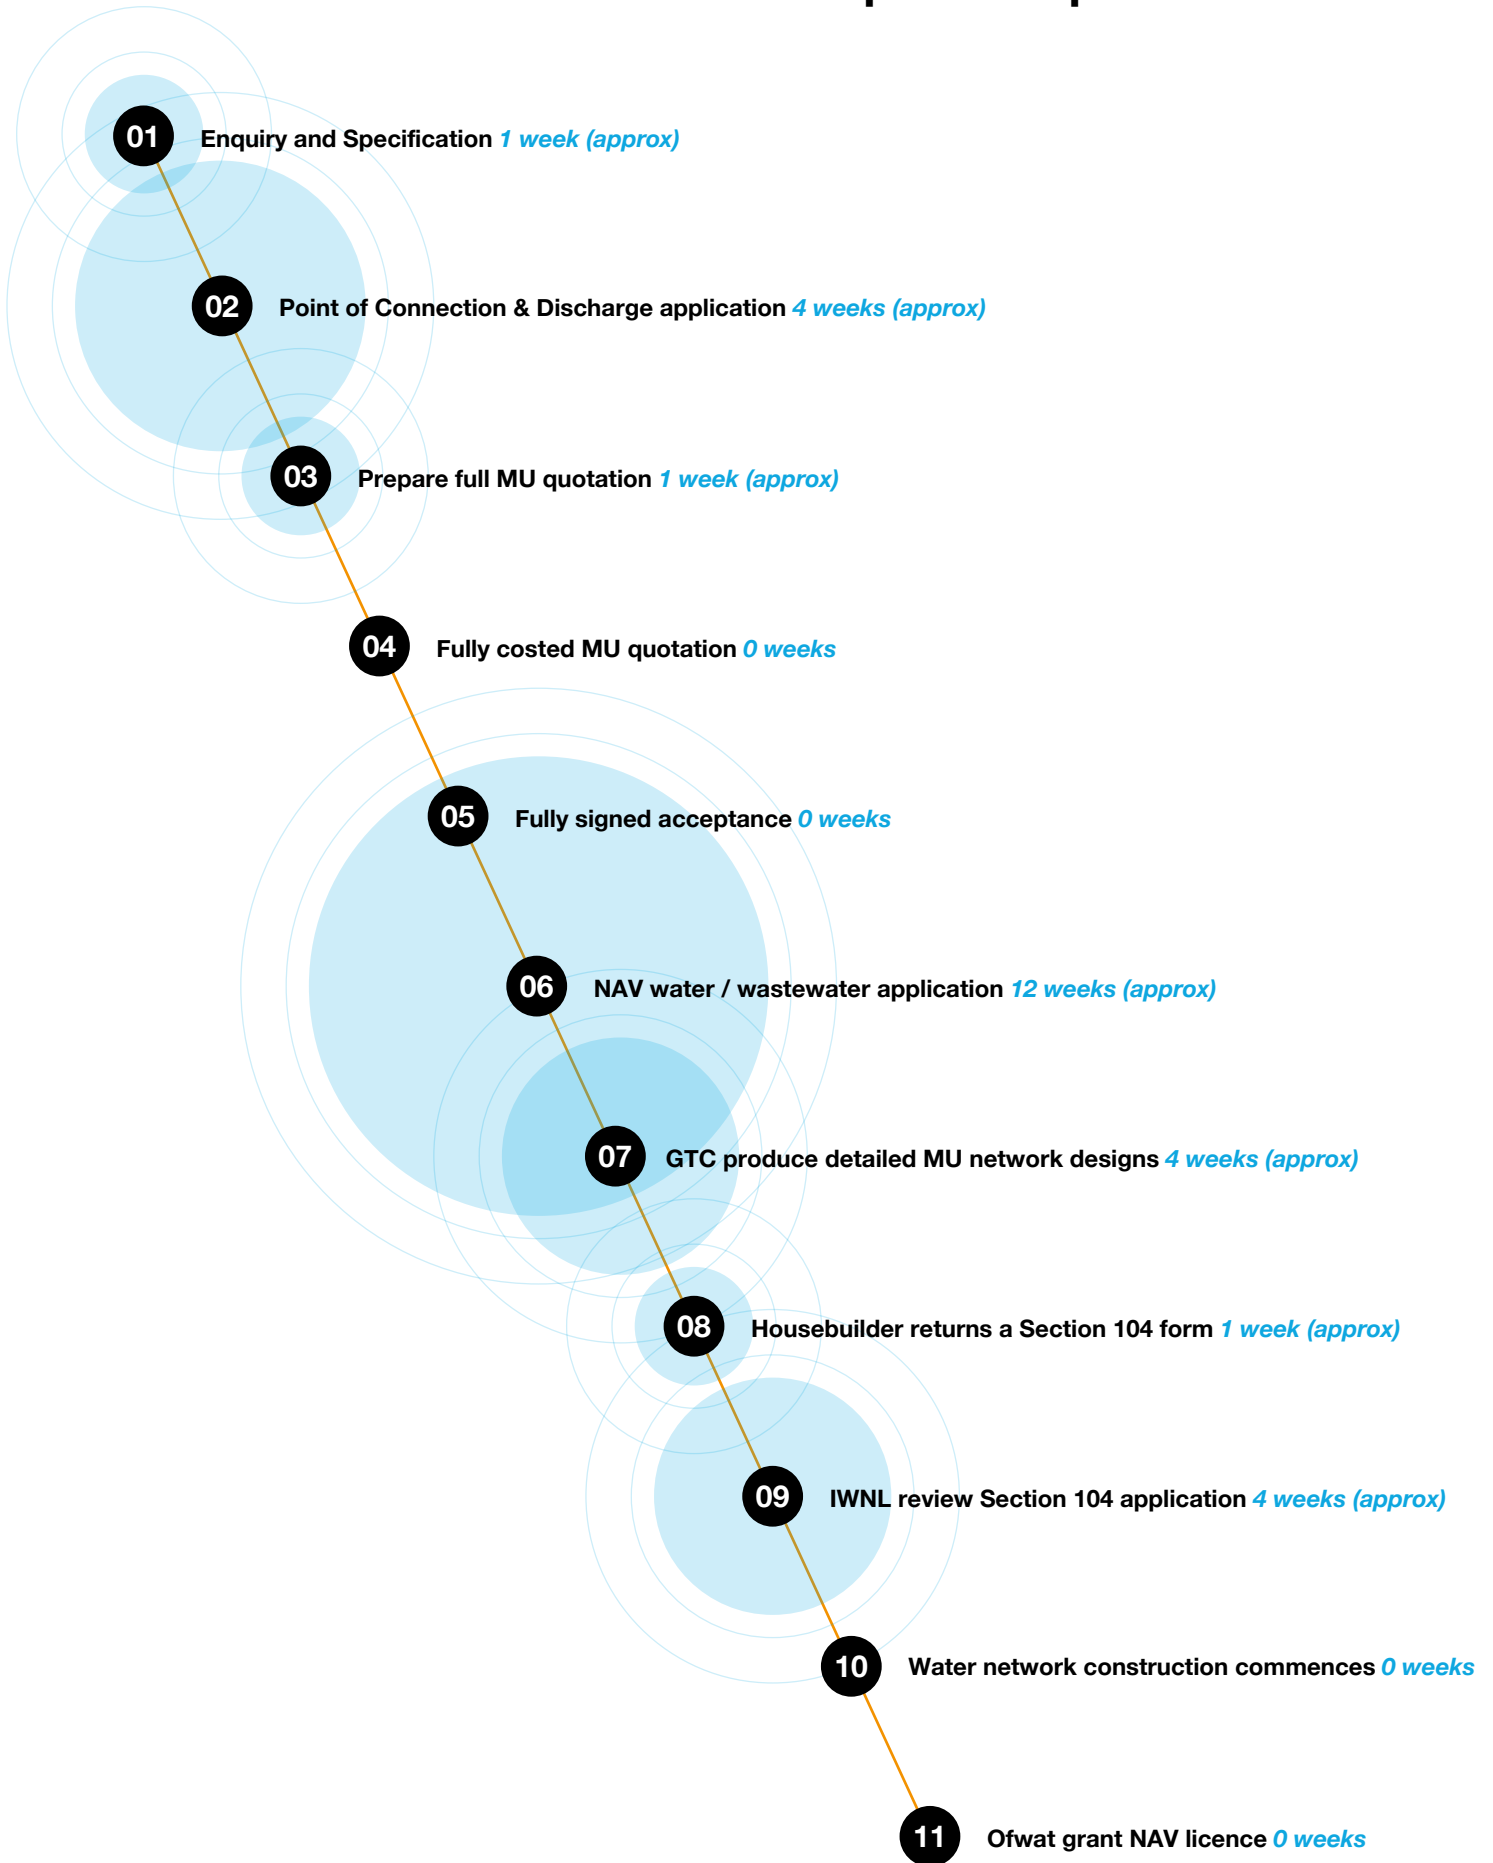 01 Enquiry and Specification 1 week (approx)
02 Point of Connection & Discharge application 4 weeks (approx)
03 Prepare full MU quotation 1 week (approx)
04 Fully costed MU quotation 0 weeks
05 Fully signed acceptance 0 weeks
06 NAV water / wastewater application 12 weeks (approx)
07 GTC produce detailed MU network designs 4 weeks (approx)
08 Housebuilder returns a Section 104 form 1 week (approx)
09 IWNL review Section 104 application 4 weeks (approx)
10 Water network construction commences 0 weeks
11 Ofwat grant NAV licence 0 weeks